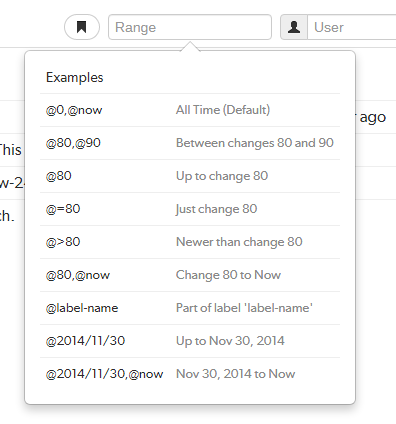 Range
User
Examples
@0,@now All Time (Default)
ago
@80,@90 Between changes 80 and 90
This
@80 Up to change 80
@=80 Just change 80
ch.
@>80 Newer than change 80
@80,@now Change 80 to Now
@label-name Part of label 'label-name'
@2014/11/30 Up to Nov 30, 2014
@2014/11/30,@now Nov 30, 2014 to Now